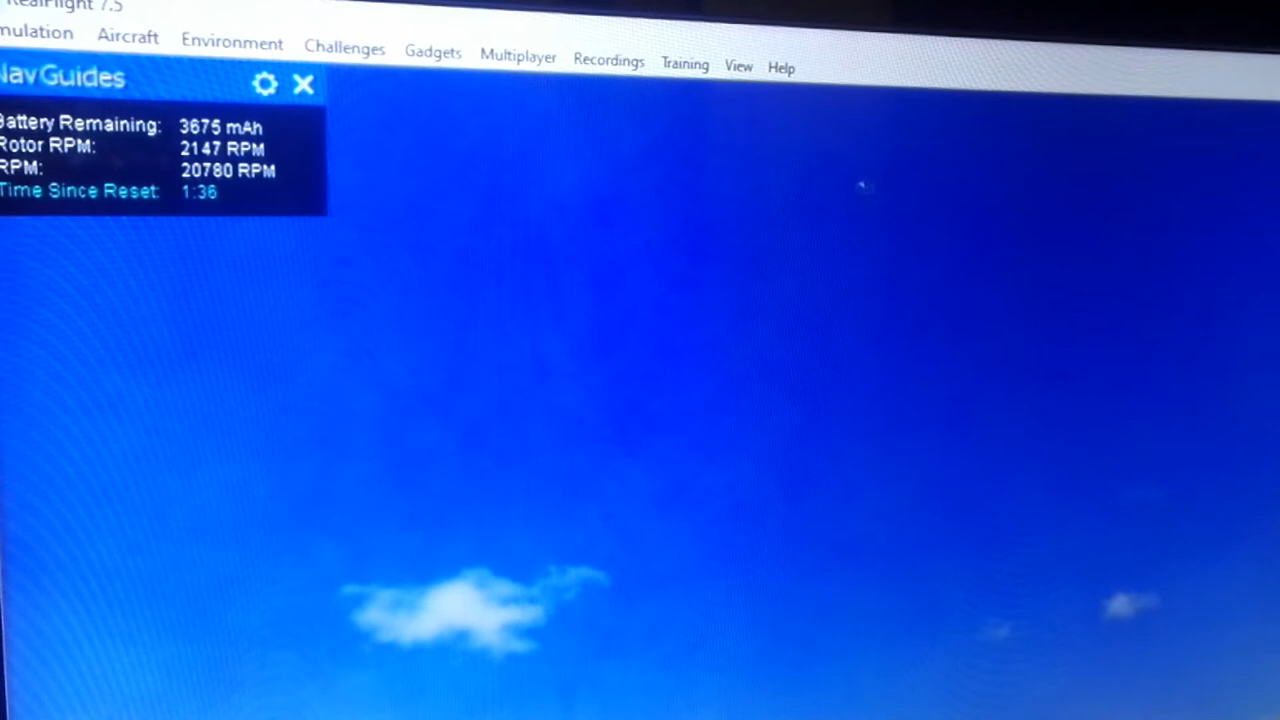 RealFlight 7.5
mulation Aircraft Environment Challenges Gadgets Multiplayer Recordings Training View Help
NavGuides
Battery Remaining: 3675 mAh
Rotor RPM: 2147 RPM
RPM: 20780 RPM
Time Since Reset: 1:36